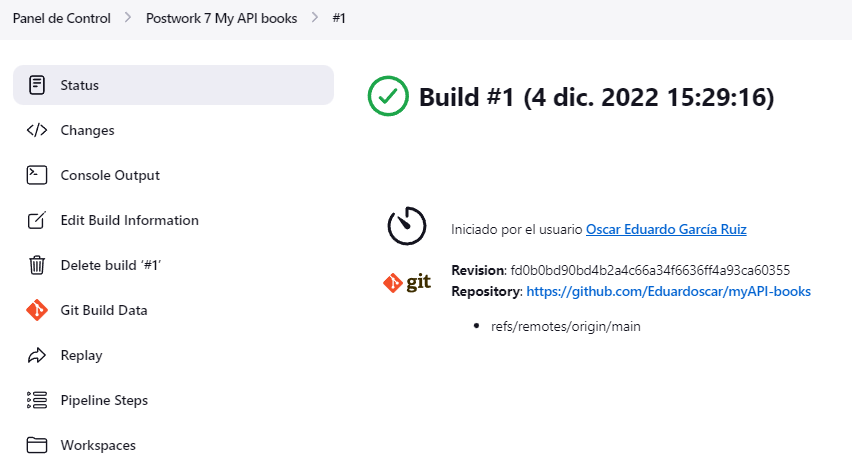 Panel de Control > Postwork 7 My API books > #1
Status
Build #1 (4 dic. 2022 15:29:16)
Changes
Console Output
Edit Build Information
Iniciado por el usuario Oscar Eduardo García Ruiz
Delete build '#1'
git
Revision: fd0b0bd90bd4b2a4c66a34f6636ff4a93ca60355
Repository: https://github.com/Eduardoscar/myAPI-books
Git Build Data
refs/remotes/origin/main
Replay
Pipeline Steps
Workspaces